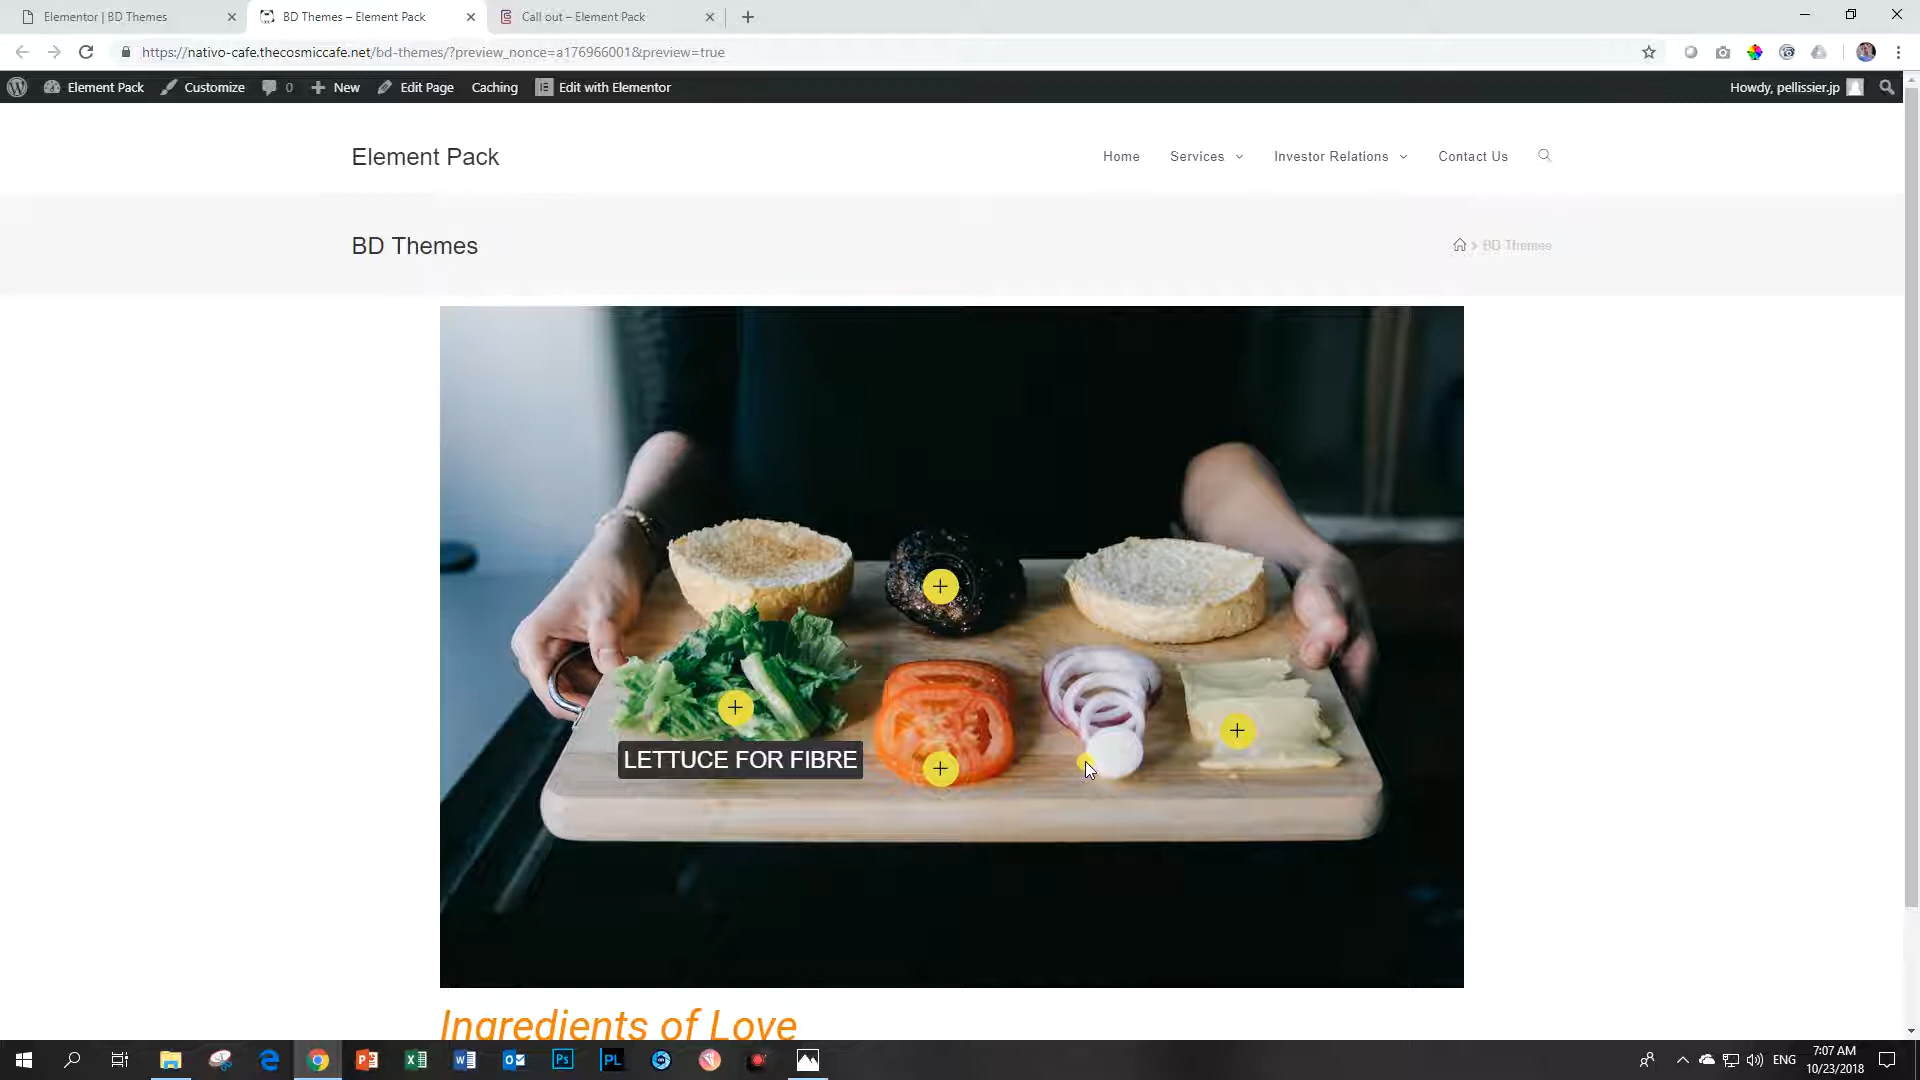 Elementor | BD Themes
BD Themes – Element Pack
Call out – Element Pack
https://nativo-cafe.thecosmiccafe.net/bd-themes/?preview_nonce=a176966001&preview=true
Element Pack Customize 0 New Edit Page Caching Edit with Elementor Howdy, pellissier.jp
Element Pack
Home Services Investor Relations Contact Us
BD Themes
> BD Themes
LETTUCE FOR FIBRE
Ingredients of Love
ENG
7:07 AM
10/23/2018
Ps
PL